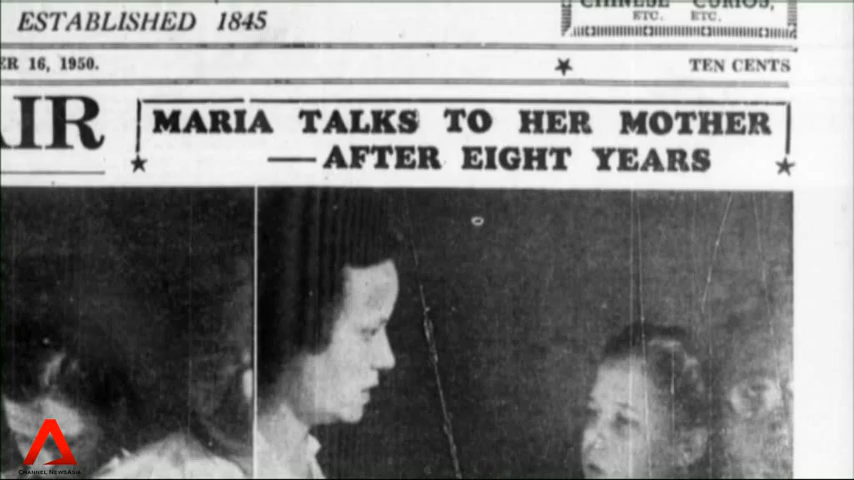 ESTABLISHED 1845
CHINESE CURIOS,
ETC. ETC.
ER 16, 1950.
TEN CENTS
AIR
MARIA TALKS TO HER MOTHER
— AFTER EIGHT YEARS
CHANNEL NEWSASIA